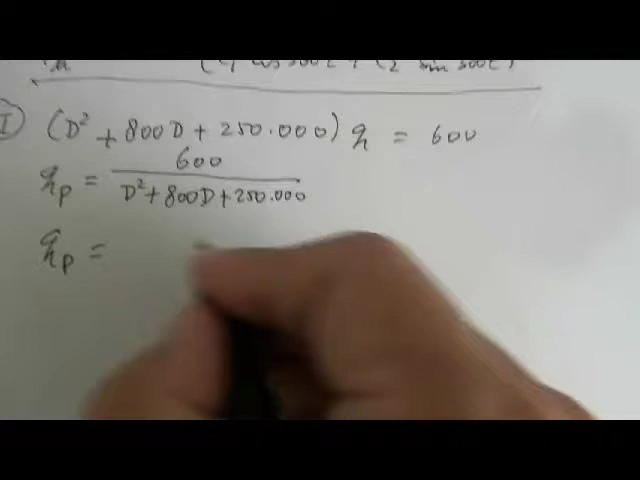 (D² + 800D + 250.000) q = 600
qp = 600 / D² + 800D + 250.000
qp =